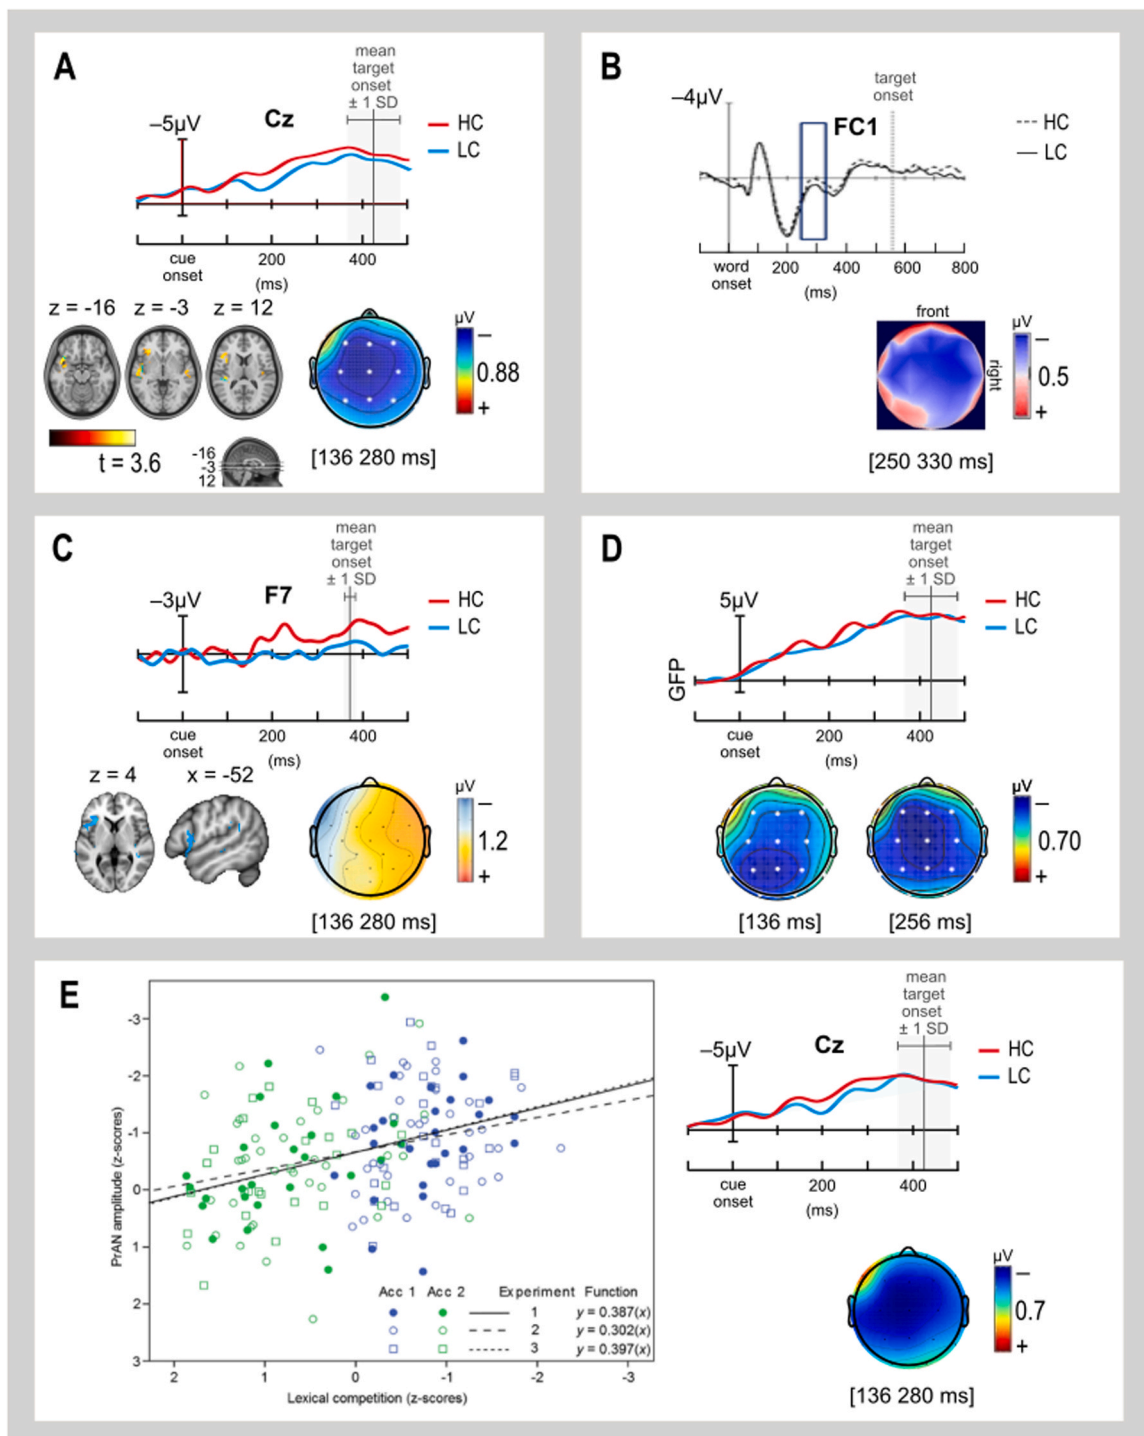 A
mean
target
onset
± 1 SD
–5µV
Cz
HC
LC
cue
onset
200
400
(ms)
z = -16
z = -3
z = 12
t = 3.6
-16
-3
12
µV
–
0.88
+
[136 280 ms]
B
target
onset
–4µV
FC1
HC
LC
word
onset
200
400
600
800
(ms)
front
right
µV
–
0.5
+
[250 330 ms]
C
mean
target
onset
± 1 SD
–3µV
F7
HC
LC
cue
onset
200
400
(ms)
z = 4
x = -52
µV
–
1.2
+
[136 280 ms]
D
mean
target
onset
± 1 SD
5µV
HC
LC
GFP
cue
onset
200
400
(ms)
µV
–
0.70
+
[136 ms]
[256 ms]
E
PrAN amplitude (z-scores)
-3
-2
-1
0
1
2
3
2
1
0
-1
-2
-3
Lexical competition (z-scores)
Acc 1 Acc 2 Experiment Function
1 y = 0.387(x)
2 y = 0.302(x)
3 y = 0.397(x)
mean
target
onset
± 1 SD
–5µV
Cz
HC
LC
cue
onset
200
400
(ms)
µV
–
0.7
+
[136 280 ms]